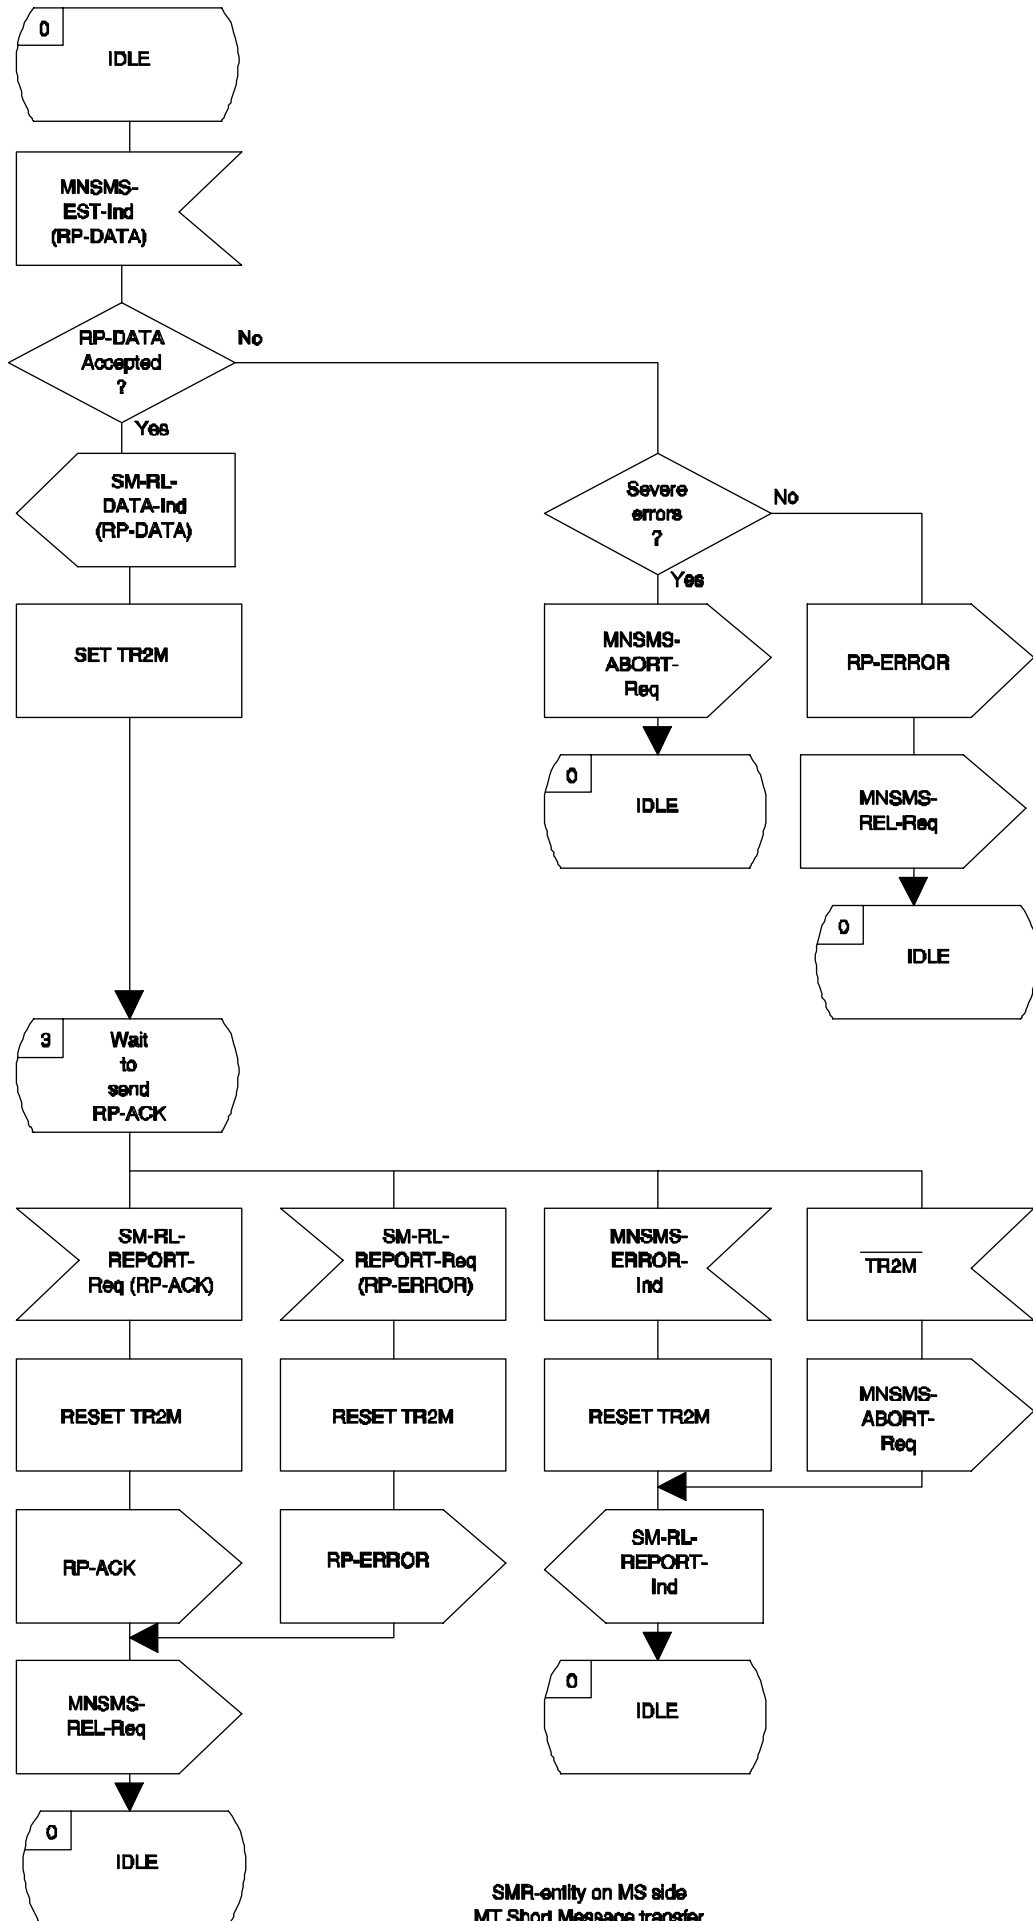 0
IDLE
MNSMS-
EST-Ind
(RP-DATA)
RP-DATA
Accepted
?
No
Yes
SM-RL-
DATA-Ind
(RP-DATA)
Severe
errors
?
No
Yes
SET TR2M
MNSMS-
ABORT-
Req
RP-ERROR
0
IDLE
MNSMS-
REL-Req
0
IDLE
3
Wait
to
send
RP-ACK
SM-RL-
REPORT-
Req (RP-ACK)
SM-RL-
REPORT-Req
(RP-ERROR)
MNSMS-
ERROR-
Ind
TR2M
RESET TR2M
RESET TR2M
RESET TR2M
MNSMS-
ABORT-
Req
RP-ACK
RP-ERROR
SM-RL-
REPORT-
Ind
MNSMS-
REL-Req
0
IDLE
0
IDLE
SMR-entity on MS side
MT Short Message transfer